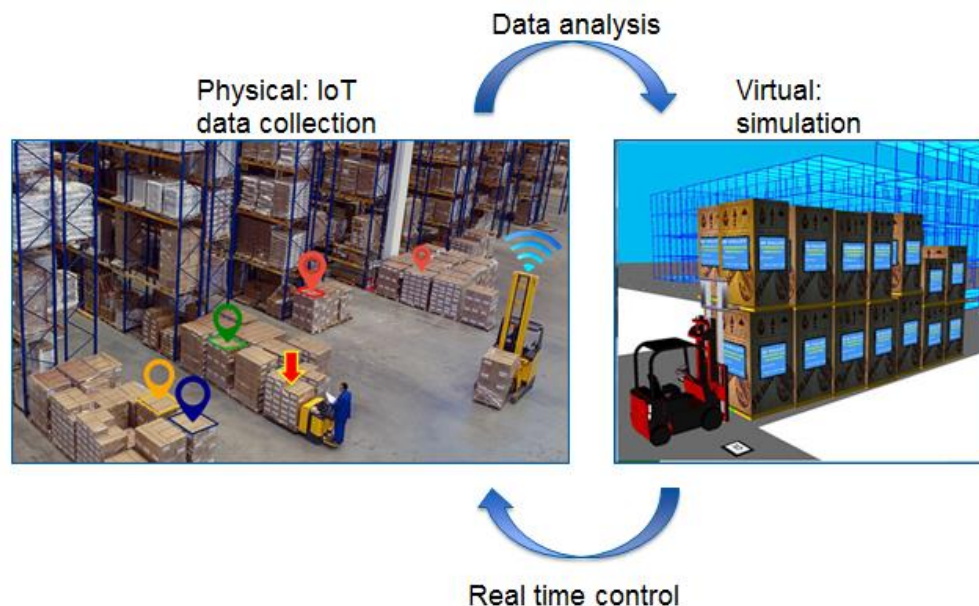 Data analysis
Physical: IoT
data collection
Virtual:
simulation
Real time control